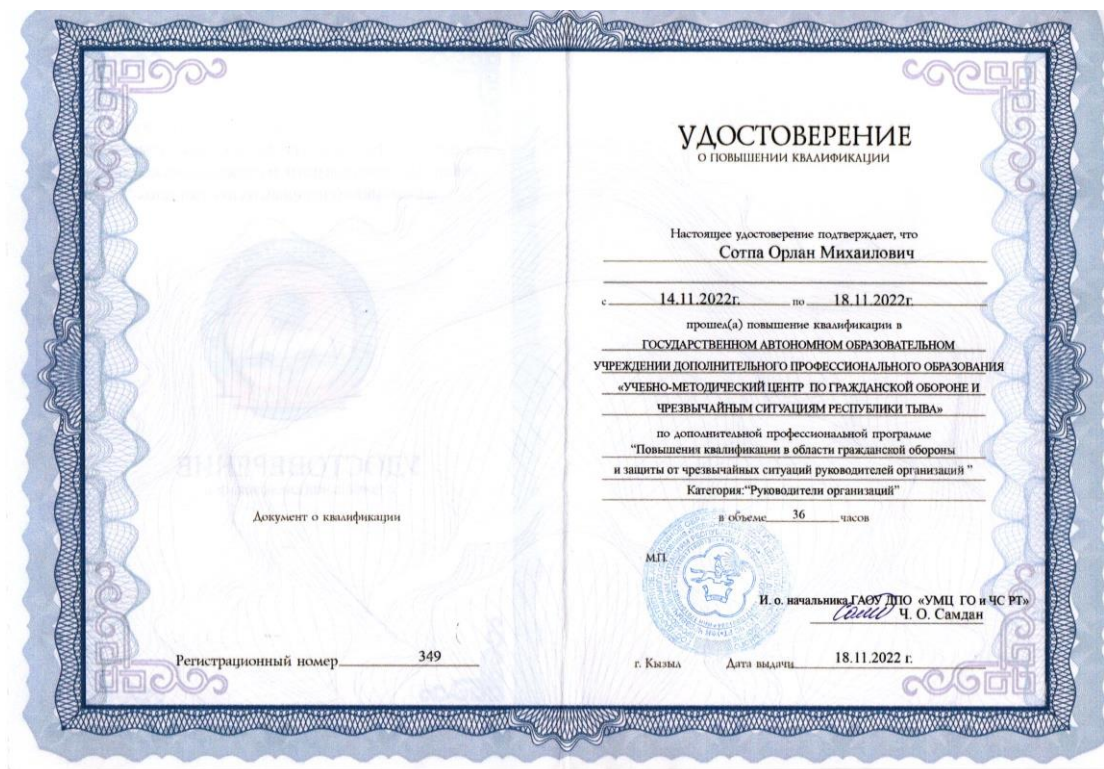 Документ о квалификации
Регистрационный номер 349
УДОСТОВЕРЕНИЕ
О ПОВЫШЕНИИ КВАЛИФИКАЦИИ
Настоящее удостоверение подтверждает, что
Сотпа Орлан Михаилович
с 14.11.2022г. по 18.11.2022г.
прошел(а) повышение квалификации в
ГОСУДАРСТВЕННОМ АВТОНОМНОМ ОБРАЗОВАТЕЛЬНОМ
УЧРЕЖДЕНИИ ДОПОЛНИТЕЛЬНОГО ПРОФЕССИОНАЛЬНОГО ОБРАЗОВАНИЯ
«УЧЕБНО-МЕТОДИЧЕСКИЙ ЦЕНТР ПО ГРАЖДАНСКОЙ ОБОРОНЕ И
ЧРЕЗВЫЧАЙНЫМ СИТУАЦИЯМ РЕСПУБЛИКИ ТЫВА»
по дополнительной профессиональной программе
"Повышения квалификации в области гражданской обороны
и защиты от чрезвычайных ситуаций руководителей организаций "
Категория:"Руководители организаций"
в объеме 36 часов
М.П.
И. о. начальника ГАОУ ДПО «УМЦ ГО и ЧС РТ»
Ч. О. Самдан
г. Кызыл Дата выдачи 18.11.2022 г.